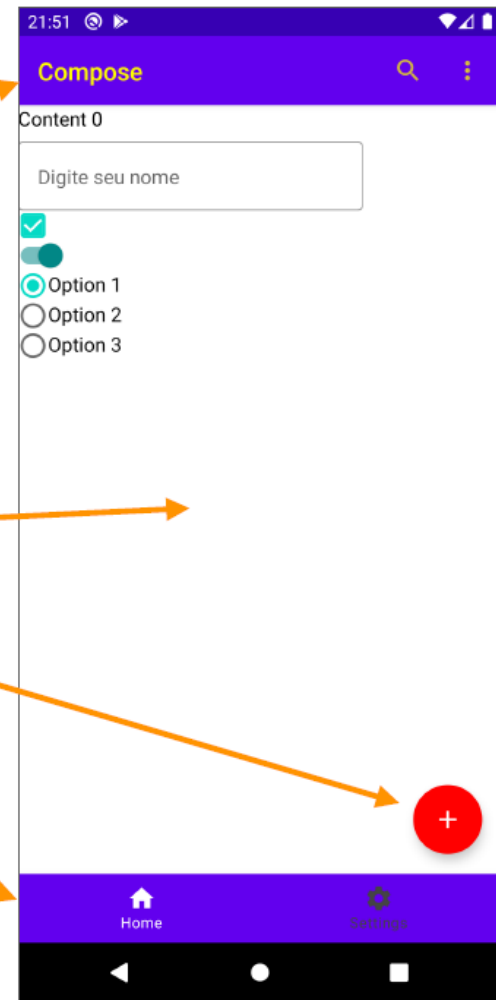 21:51
Compose
Content 0
Digite seu nome
Option 1
Option 2
Option 3
Home
Settings